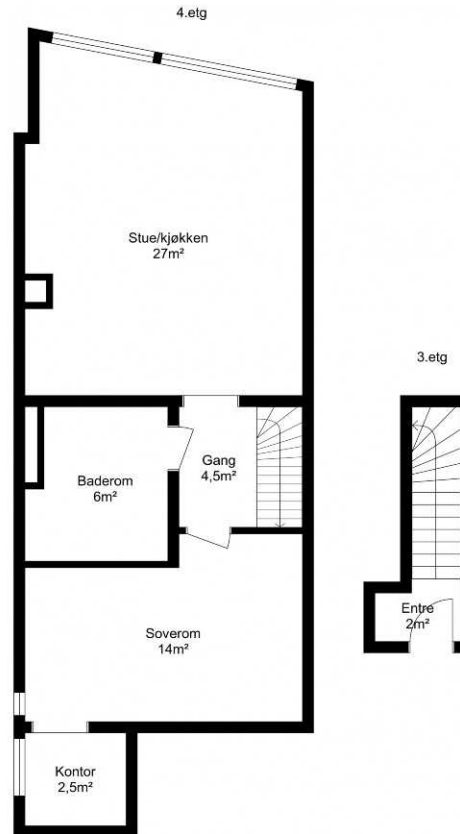 4.etg
Stue/kjøkken
27m²
3.etg
Gang
4,5m²
Baderom
6m²
Entre
2m²
Soverom
14m²
Kontor
2,5m²